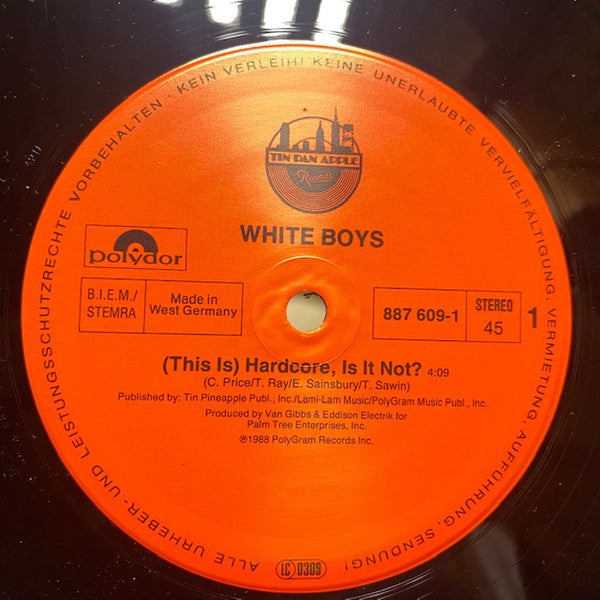 ALLE URHEBER- UND LEISTUNGSSCHUTZRECHTE VORBEHALTEN · KEIN VERLEIH! KEINE UNERLAUBTE VERVIELFÄLTIGUNG, VERMIETUNG, AUFFÜHRUNG, SENDUNG!
TIN PAN APPLE
Records
WHITE BOYS
polydor
B.I.E.M./
STEMRA
Made in
West Germany
887 609-1
STEREO
45
1
(This Is) Hardcore, Is It Not? 4:09
(C. Price/T. Ray/E. Sainsbury/T. Sawin)
Published by: Tin Pineapple Publ., Inc./Lami-Lam Music/PolyGram Music Publ., Inc.
Produced by Van Gibbs & Eddison Electrik for
Palm Tree Enterprises, Inc.
℗1988 PolyGram Records Inc.
LC 0309